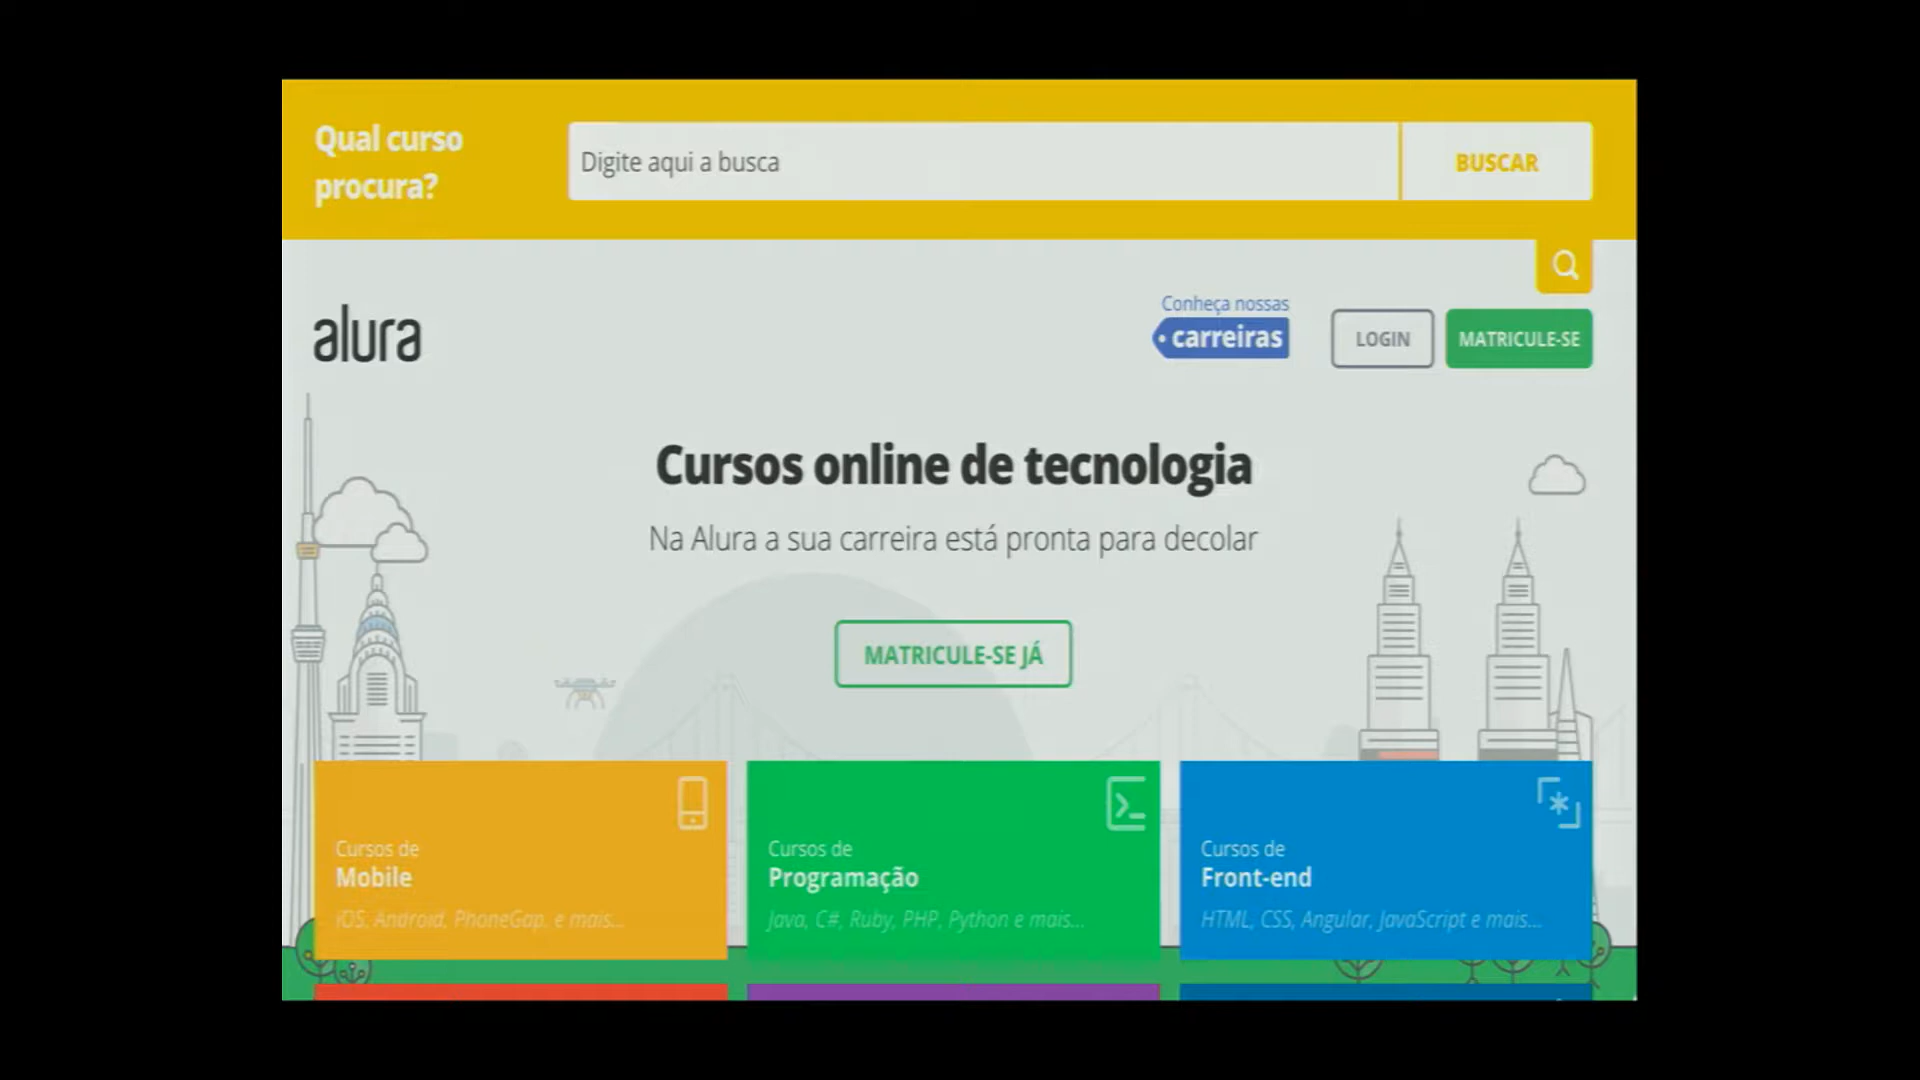 Qual curso
procura?
Digite aqui a busca
BUSCAR
alura
Conheça nossas
carreiras
LOGIN
MATRICULE-SE
Cursos online de tecnologia
Na Alura a sua carreira está pronta para decolar
MATRICULE-SE JÁ
Cursos de
Mobile
iOS, Android, PhoneGap, e mais...
Cursos de
Programação
Java, C#, Ruby, PHP, Python e mais...
Cursos de
Front-end
HTML, CSS, Angular, JavaScript e mais...